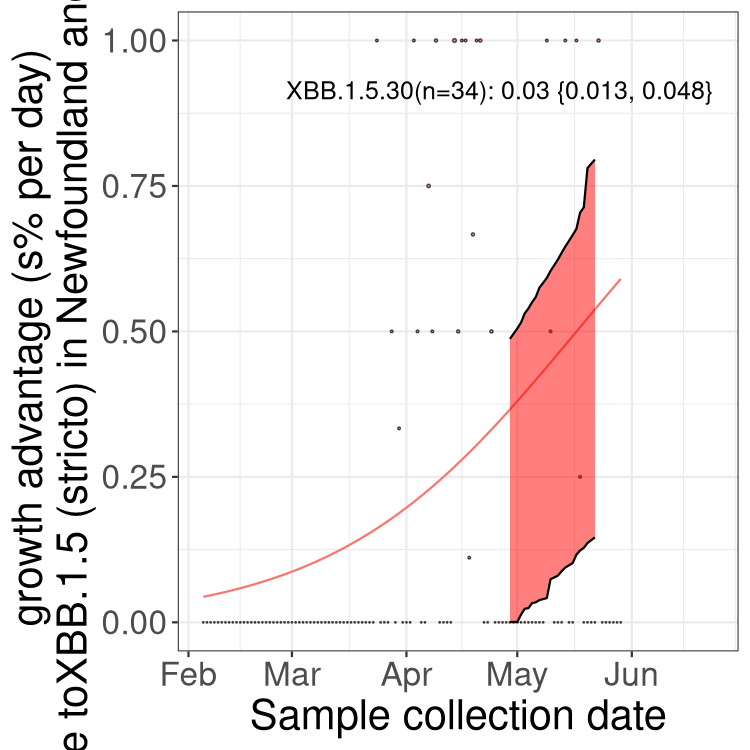 growth advantage (s% per day)
e toXBB.1.5 (stricto) in Newfoundland and
1.00
0.75
0.50
0.25
0.00
XBB.1.5.30(n=34): 0.03 {0.013, 0.048}
Feb Mar Apr May Jun
Sample collection date